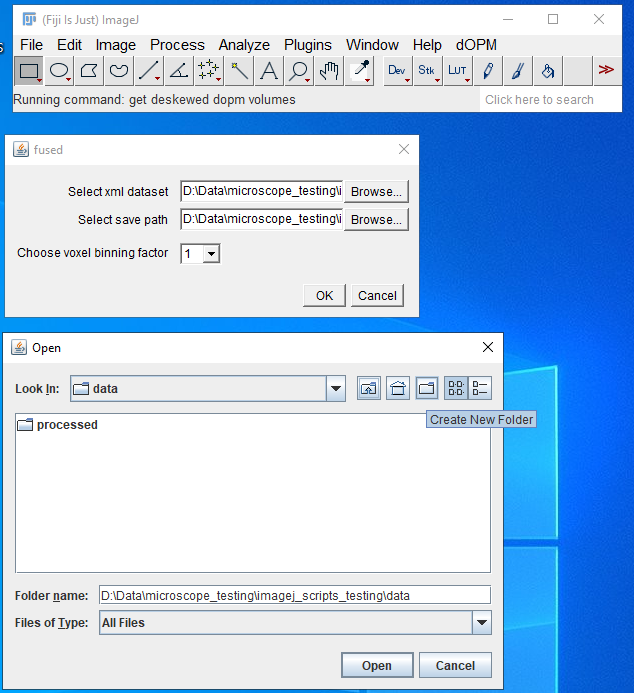 (Fiji Is Just) ImageJ
File Edit Image Process Analyze Plugins Window Help dOPM
A Dev Stk LUT >>
Running command: get deskewed dopm volumes Click here to search
fused
Select xml dataset D:\Data\microscope_testing\i Browse...
Select save path D:\Data\microscope_testing\i Browse...
Choose voxel binning factor 1
OK Cancel
Open
Look In: data
Create New Folder
processed
Folder name: D:\Data\microscope_testing\imagej_scripts_testing\data
Files of Type: All Files
Open Cancel